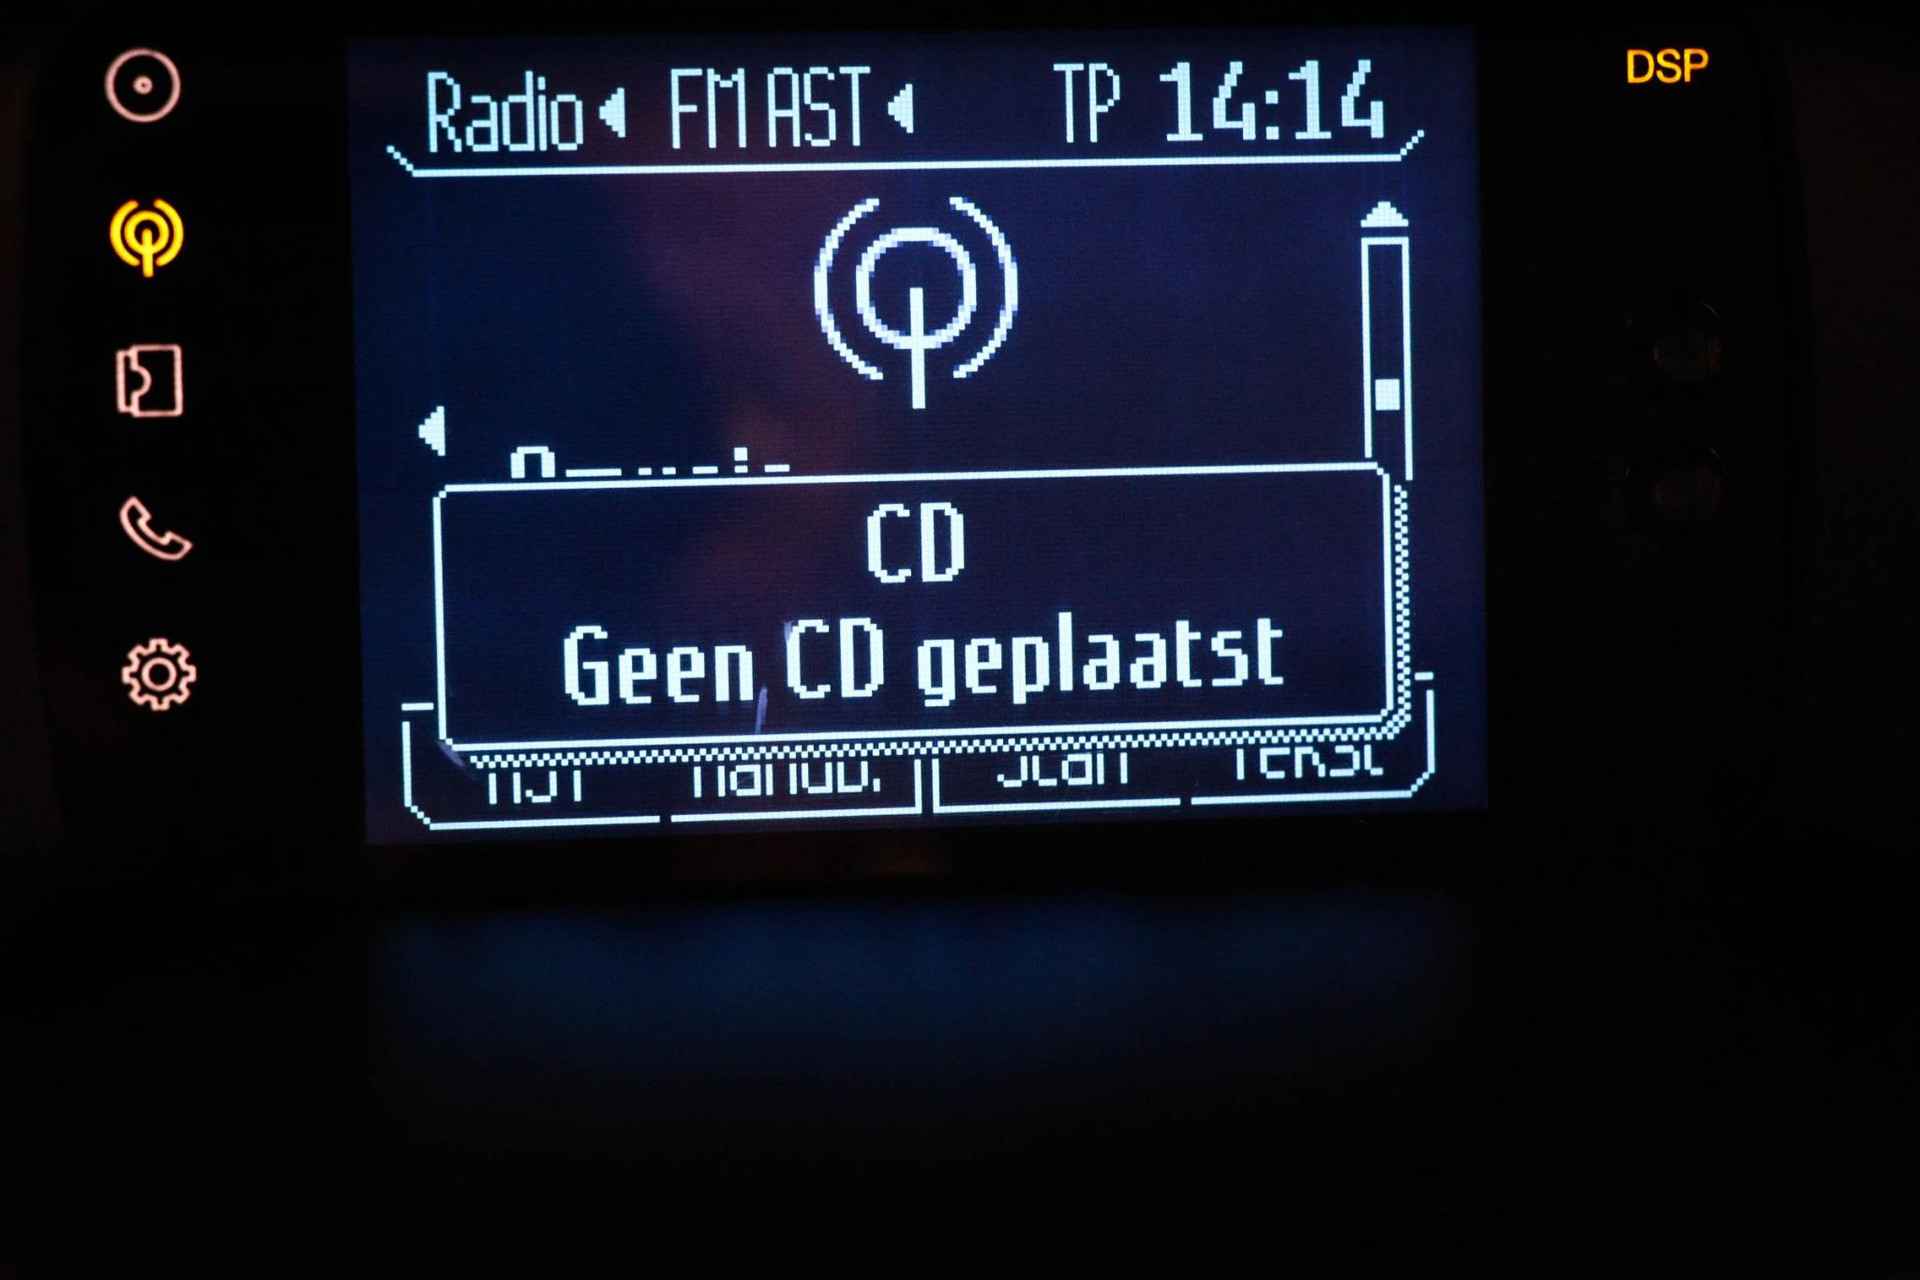 DSP
Radio FM AST TP 14:14
CD
Geen CD geplaatst